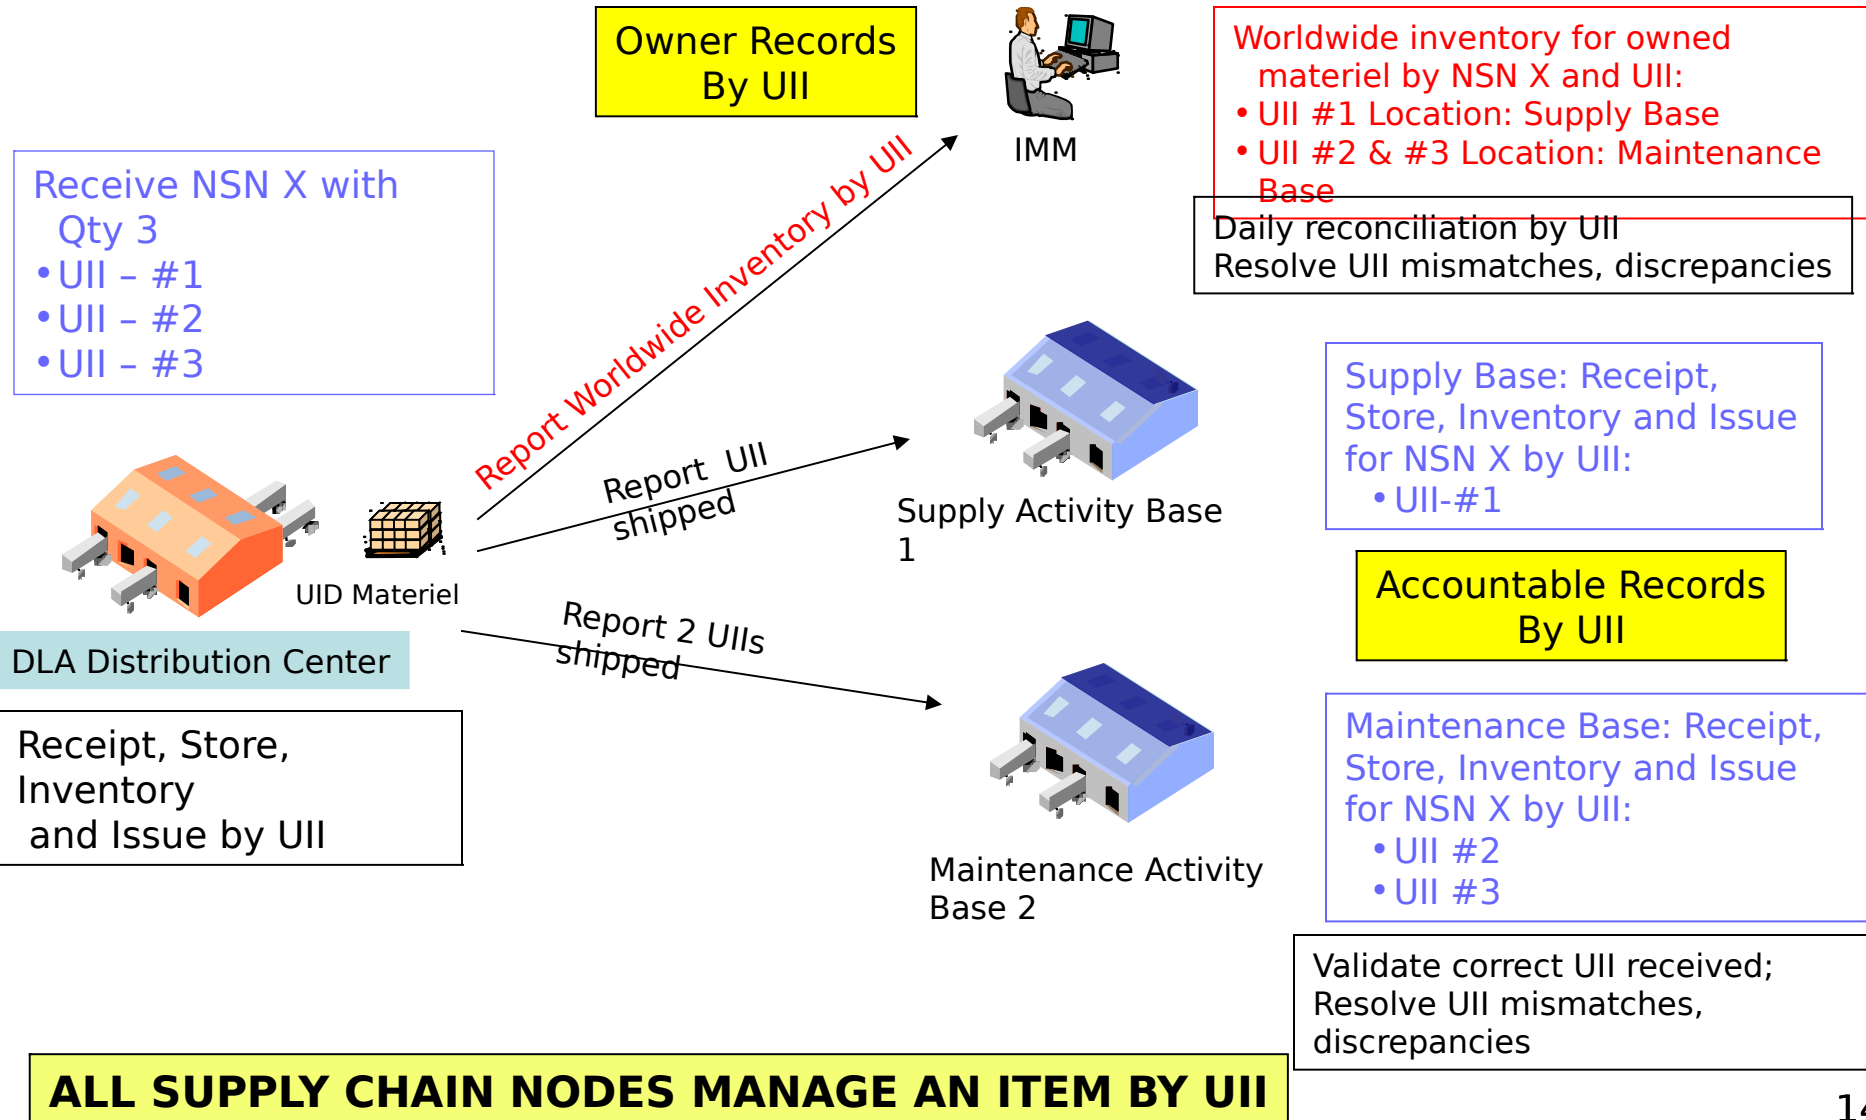 Owner Records
By UII
IMM
Worldwide inventory for owned
materiel by NSN X and UII:
• UII #1 Location: Supply Base
• UII #2 & #3 Location: Maintenance
Base
Daily reconciliation by UII
Resolve UII mismatches, discrepancies
Receive NSN X with
Qty 3
• UII – #1
• UII – #2
• UII – #3
Report Worldwide Inventory by UII
Report  UII
shipped
Supply Activity Base
1
Supply Base: Receipt,
Store, Inventory and Issue
for NSN X by UII:
• UII-#1
UID Materiel
DLA Distribution Center
Report 2 UIIs
shipped
Accountable Records
By UII
Receipt, Store,
Inventory
and Issue by UII
Maintenance Activity
Base 2
Maintenance Base: Receipt,
Store, Inventory and Issue
for NSN X by UII:
• UII #2
• UII #3
Validate correct UII received;
Resolve UII mismatches,
discrepancies
ALL SUPPLY CHAIN NODES MANAGE AN ITEM BY UII
14